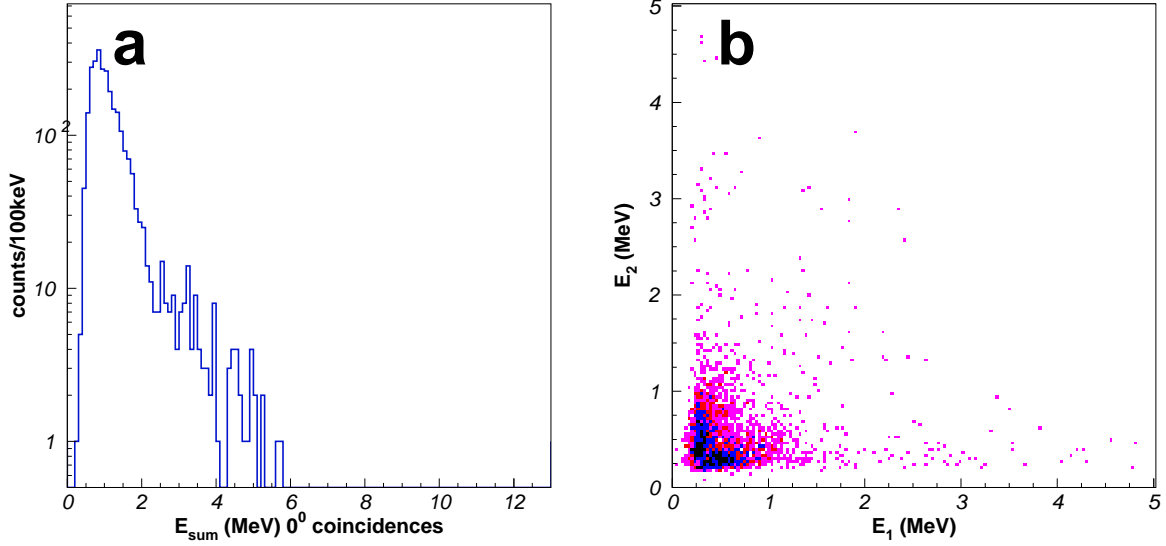 a
counts/100keV
10²
10
1
0 2 4 6 8 10 12
E_sum (MeV) 0⁰ coincidences
b
E₂ (MeV)
5
4
3
2
1
0
0 1 2 3 4 5
E₁ (MeV)